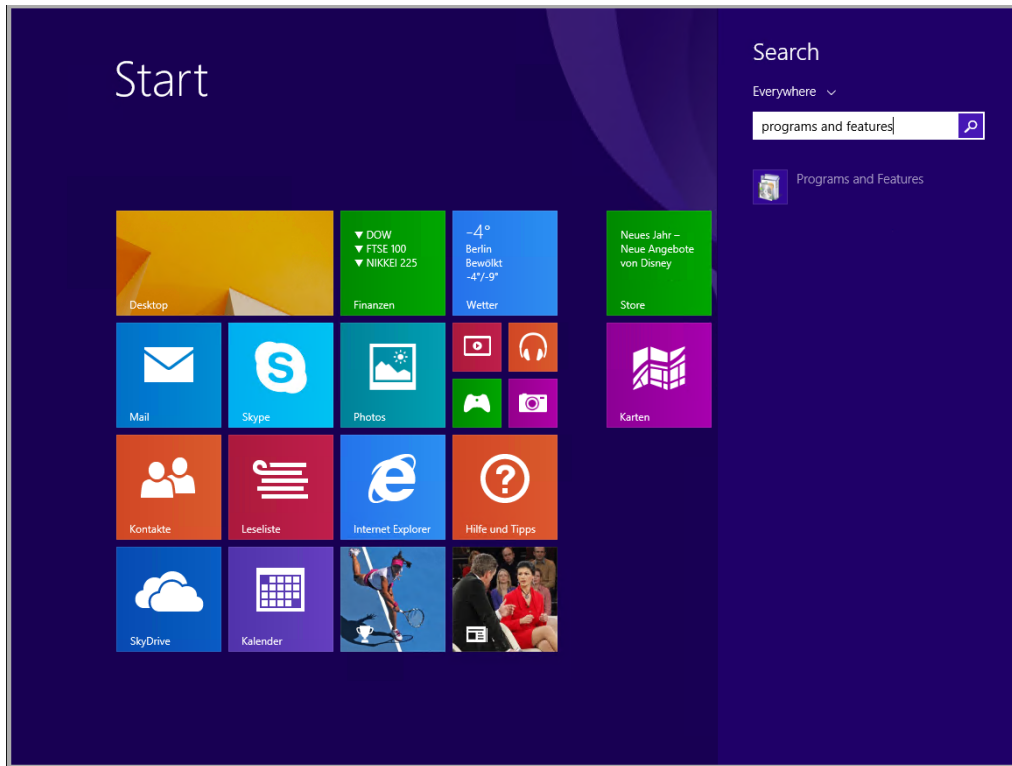 Start
Search
Everywhere
programs and features
Programs and Features
▼ DOW
▼ FTSE 100
▼ NIKKEI 225
-4°
Berlin
Bewölkt
-4°/-9°
Neues Jahr –
Neue Angebote
von Disney
Desktop
Finanzen
Wetter
Store
Mail
Skype
Photos
Karten
Kontakte
Leseliste
Internet Explorer
Hilfe und Tipps
SkyDrive
Kalender